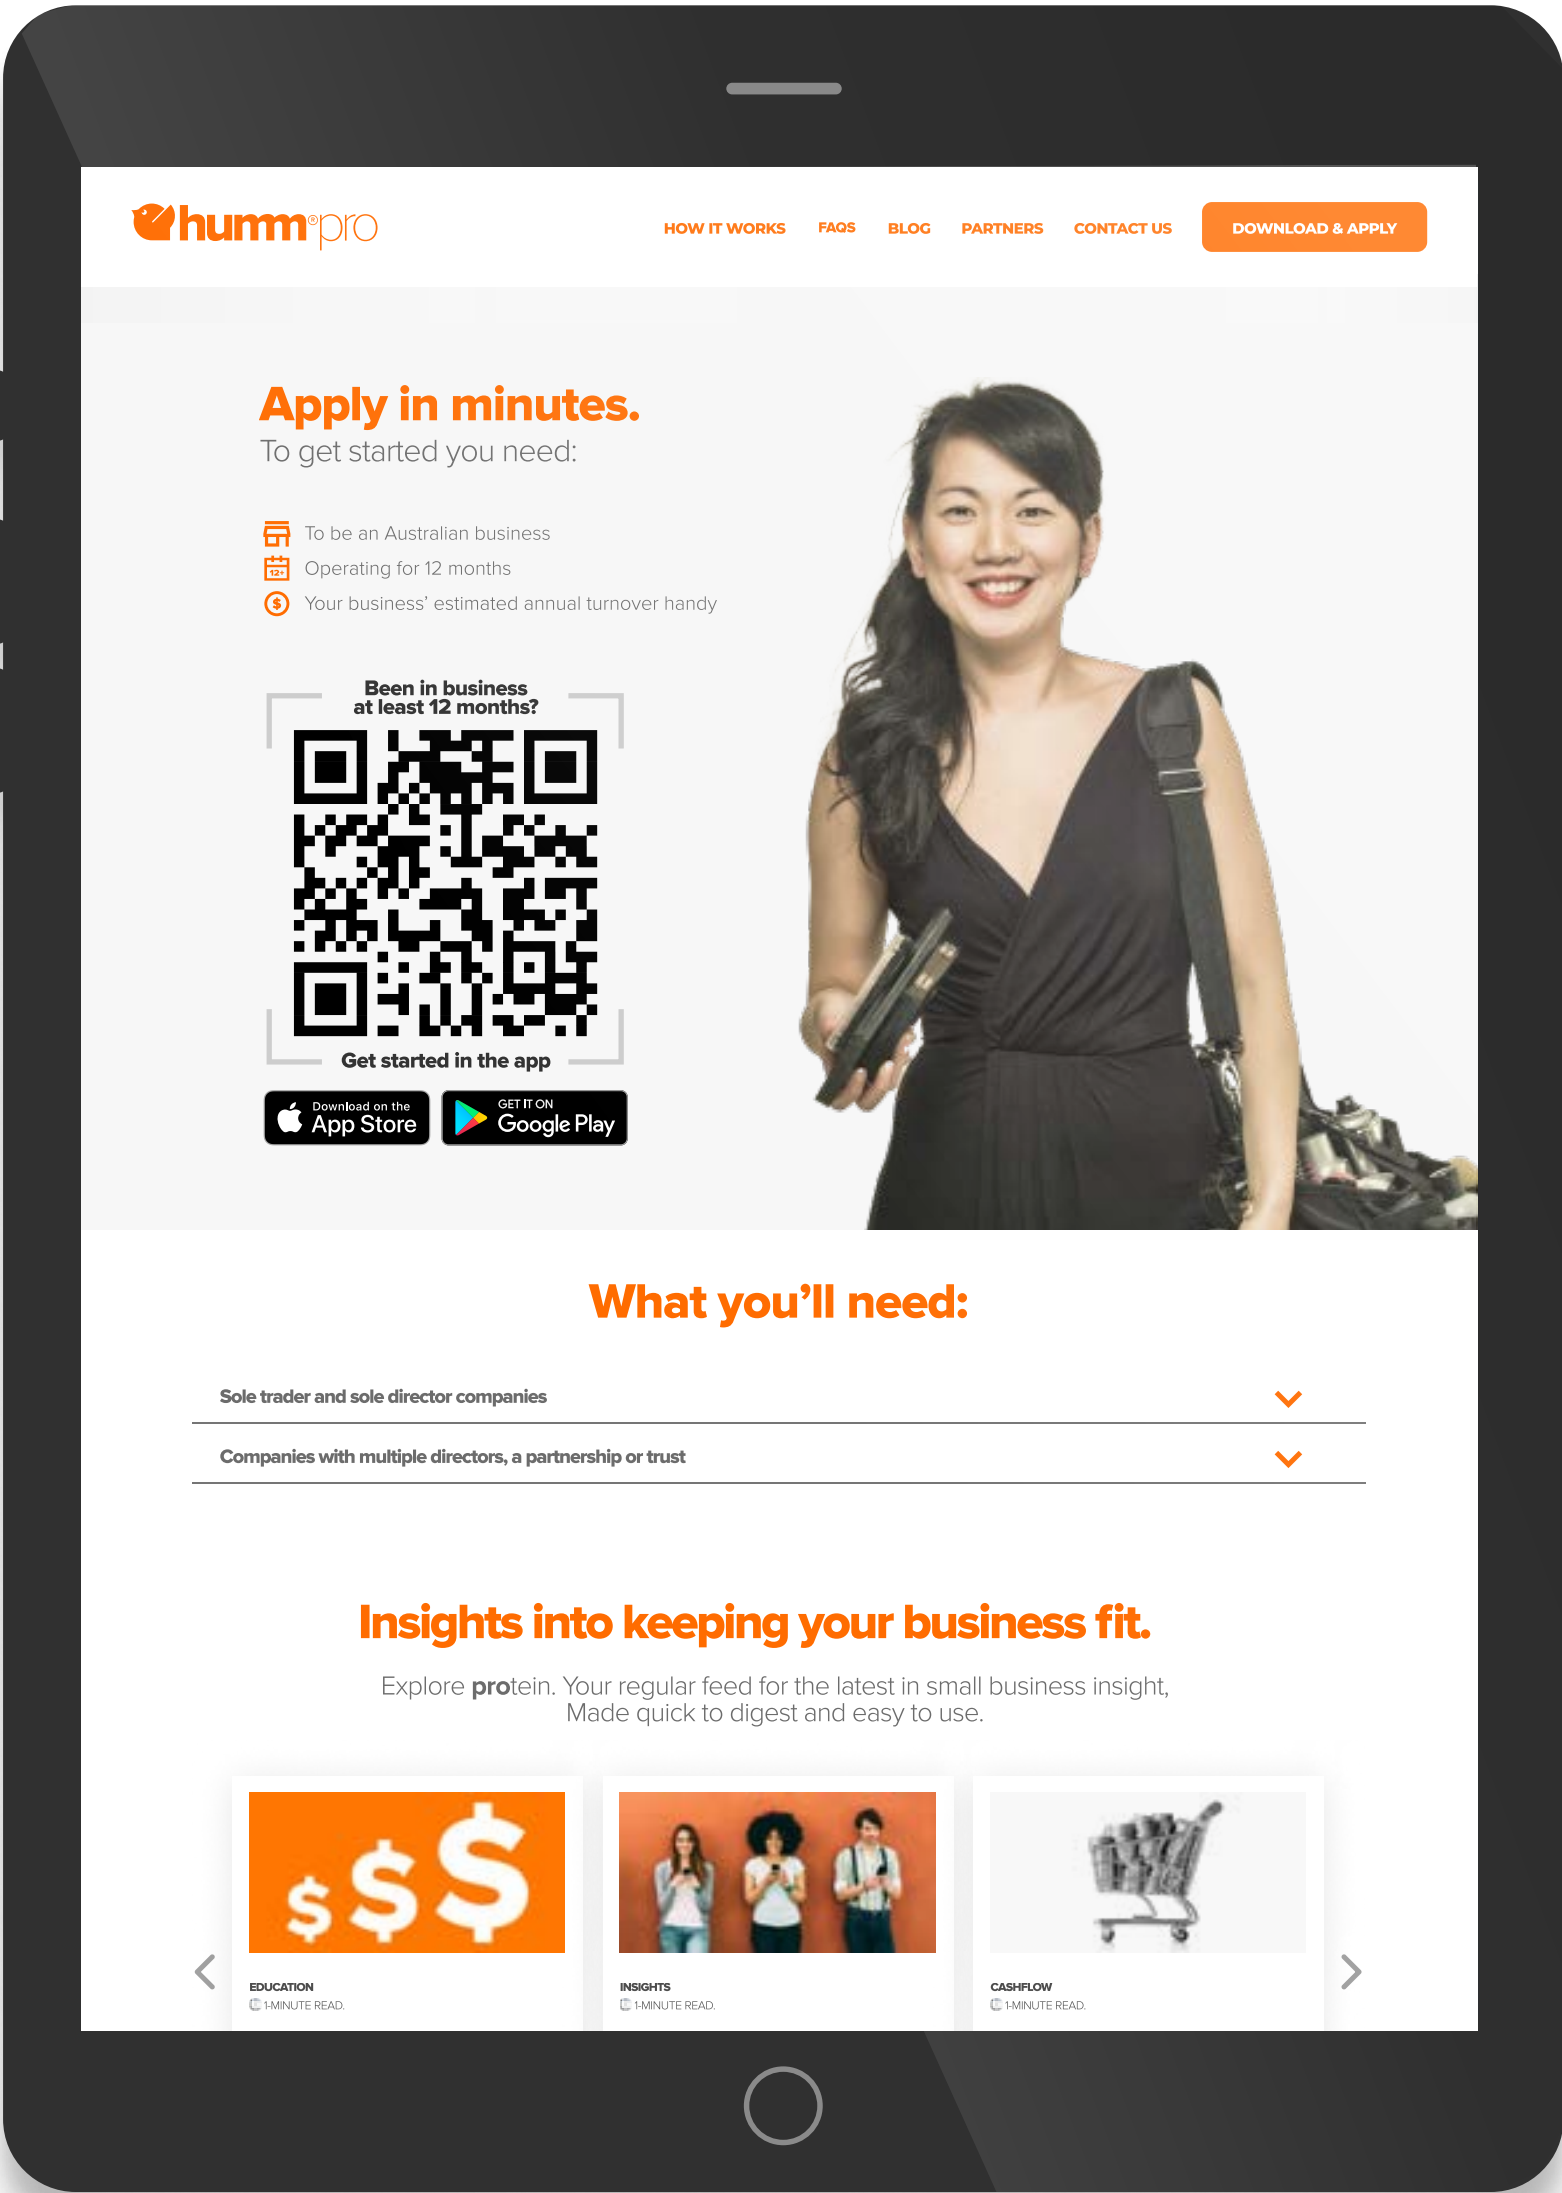 humm®pro
HOW IT WORKS FAQS BLOG PARTNERS CONTACT US DOWNLOAD & APPLY
Apply in minutes.
To get started you need:
To be an Australian business
12+
Operating for 12 months
$
Your business’ estimated annual turnover handy
Been in business
at least 12 months?
Get started in the app
Download on the
App Store
GET IT ON
Google Play
What you’ll need:
Sole trader and sole director companies
Companies with multiple directors, a partnership or trust
Insights into keeping your business fit.
Explore protein. Your regular feed for the latest in small business insight,
Made quick to digest and easy to use.
$$$
EDUCATION
1-MINUTE READ.
INSIGHTS
1-MINUTE READ.
CASHFLOW
1-MINUTE READ.